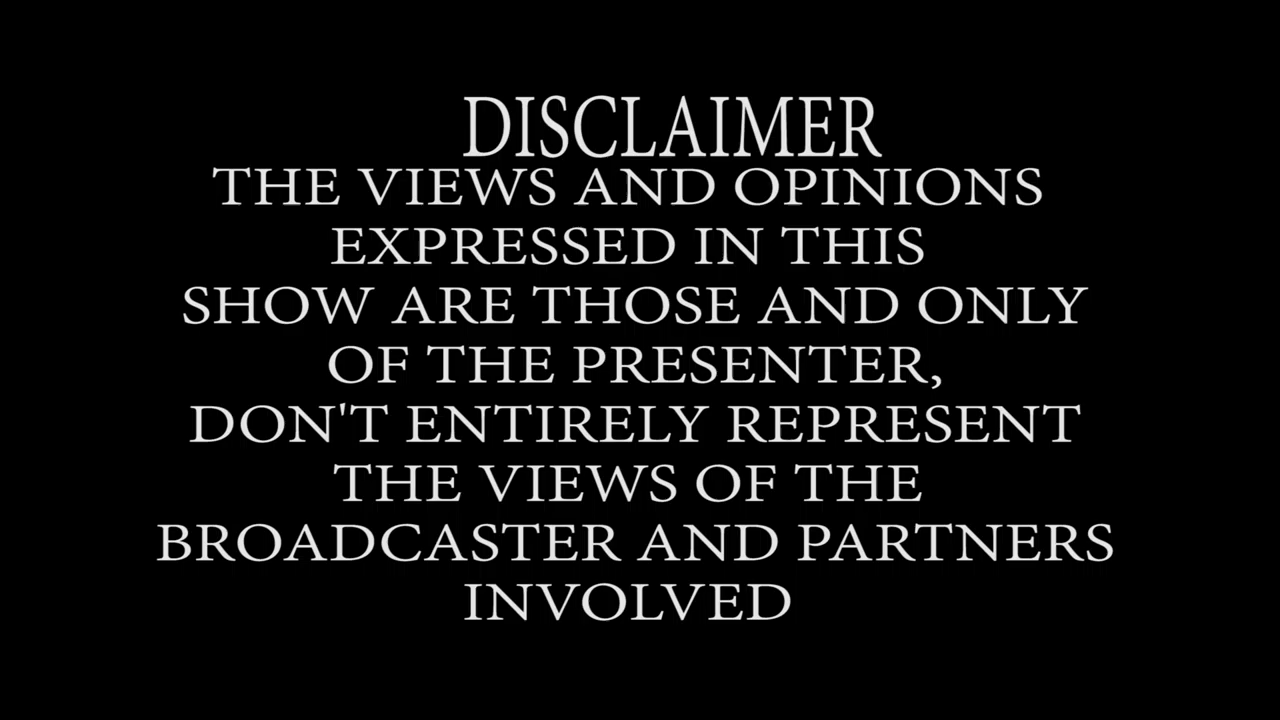 DISCLAIMER
THE VIEWS AND OPINIONS
EXPRESSED IN THIS
SHOW ARE THOSE AND ONLY
OF THE PRESENTER,
DON'T ENTIRELY REPRESENT
THE VIEWS OF THE
BROADCASTER AND PARTNERS
INVOLVED